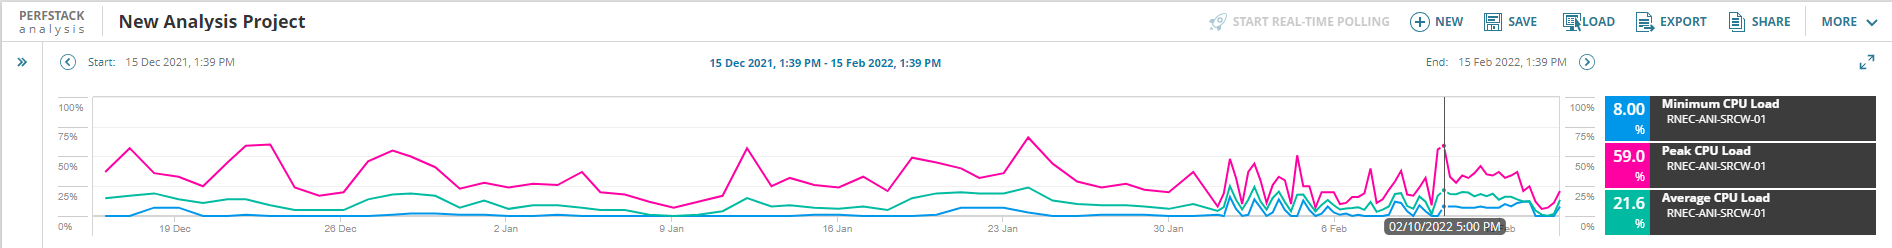 PERFSTACK
analysis
New Analysis Project
START REAL-TIME POLLING
NEW
SAVE
LOAD
EXPORT
SHARE
MORE
Start: 15 Dec 2021, 1:39 PM
15 Dec 2021, 1:39 PM - 15 Feb 2022, 1:39 PM
End: 15 Feb 2022, 1:39 PM
100%
75%
50%
25%
0%
100%
75%
50%
25%
0%
19 Dec
26 Dec
2 Jan
9 Jan
16 Jan
23 Jan
30 Jan
6 Feb
02/10/2022 5:00 PM
8.00
%
Minimum CPU Load
RNEC-ANI-SRCW-01
59.0
%
Peak CPU Load
RNEC-ANI-SRCW-01
21.6
%
Average CPU Load
RNEC-ANI-SRCW-01